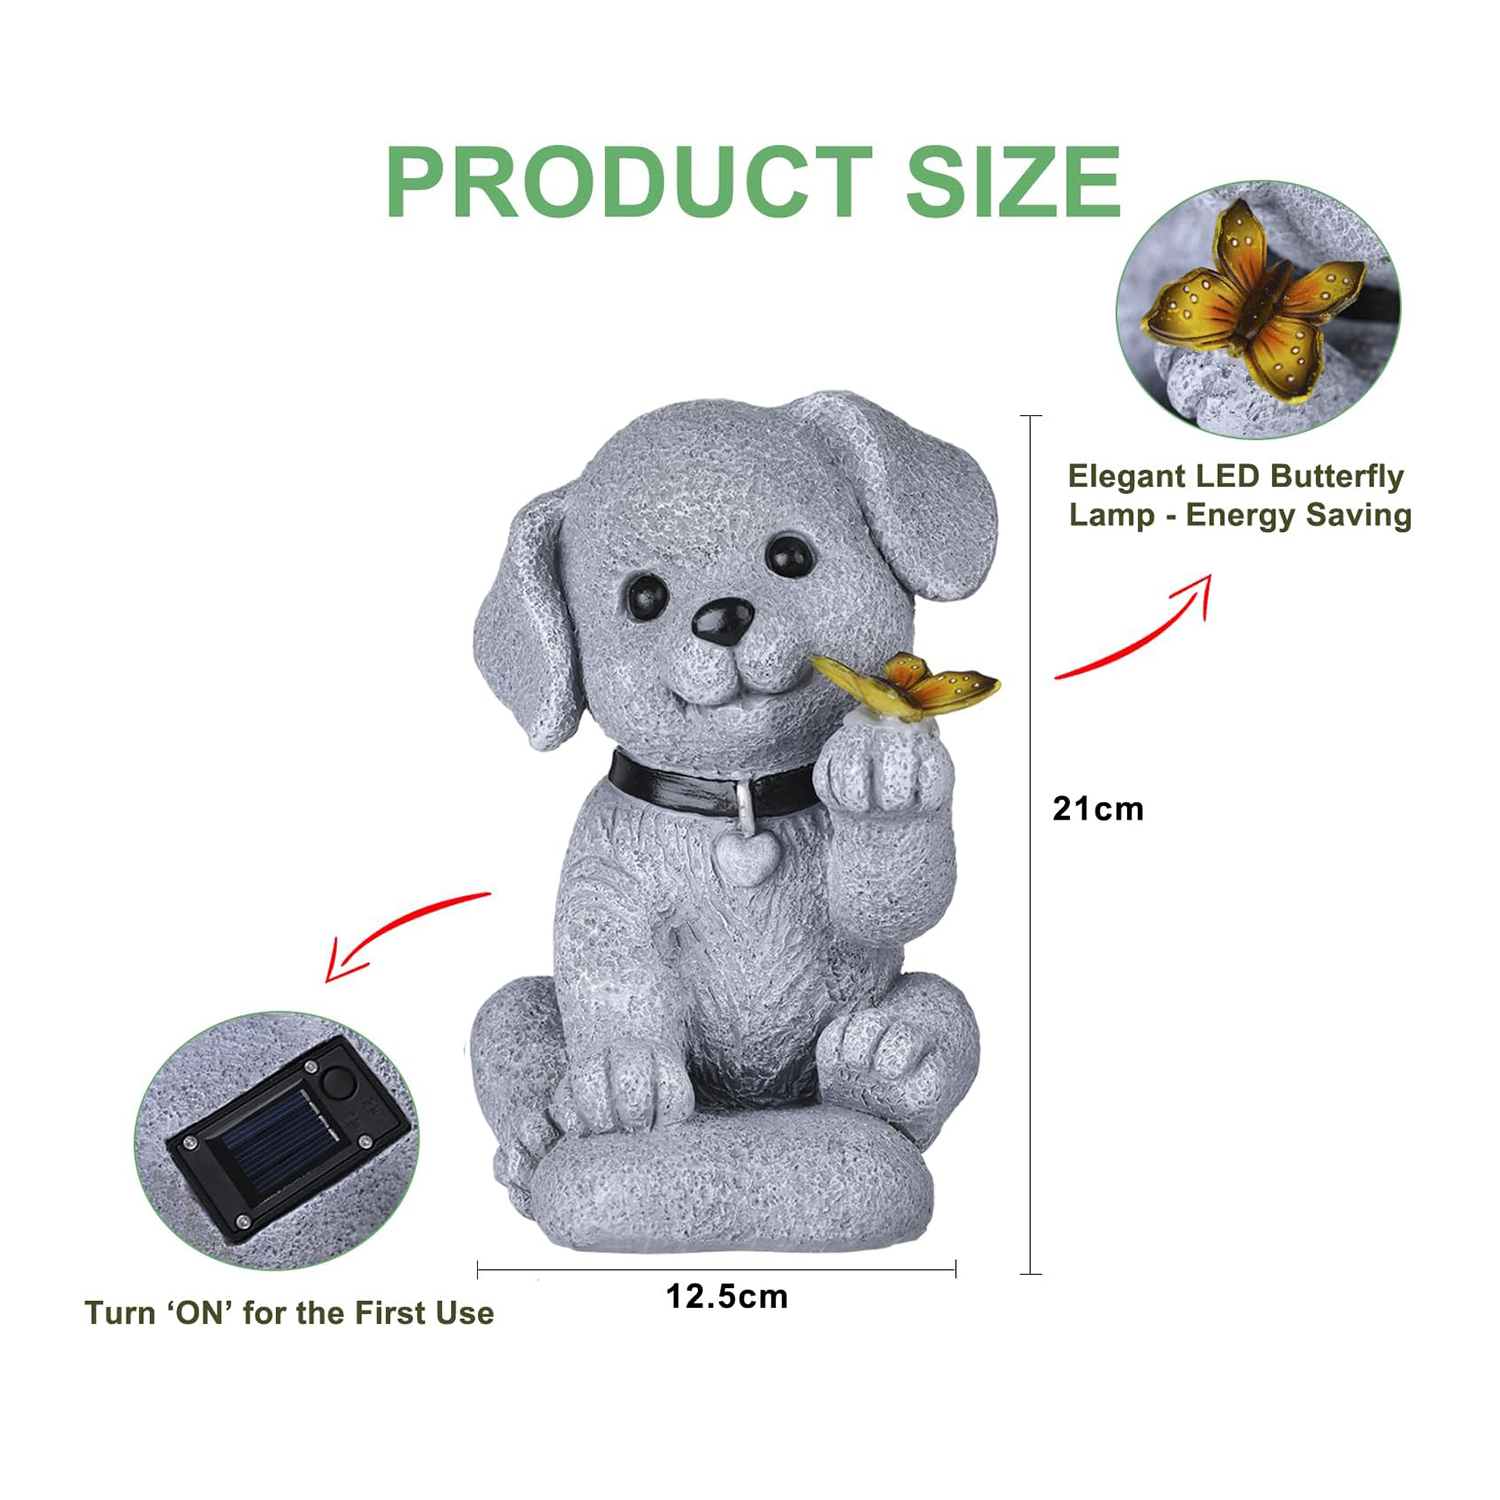 PRODUCT SIZE
Elegant LED Butterfly
Lamp - Energy Saving
21cm
12.5cm
Turn ‘ON’ for the First Use